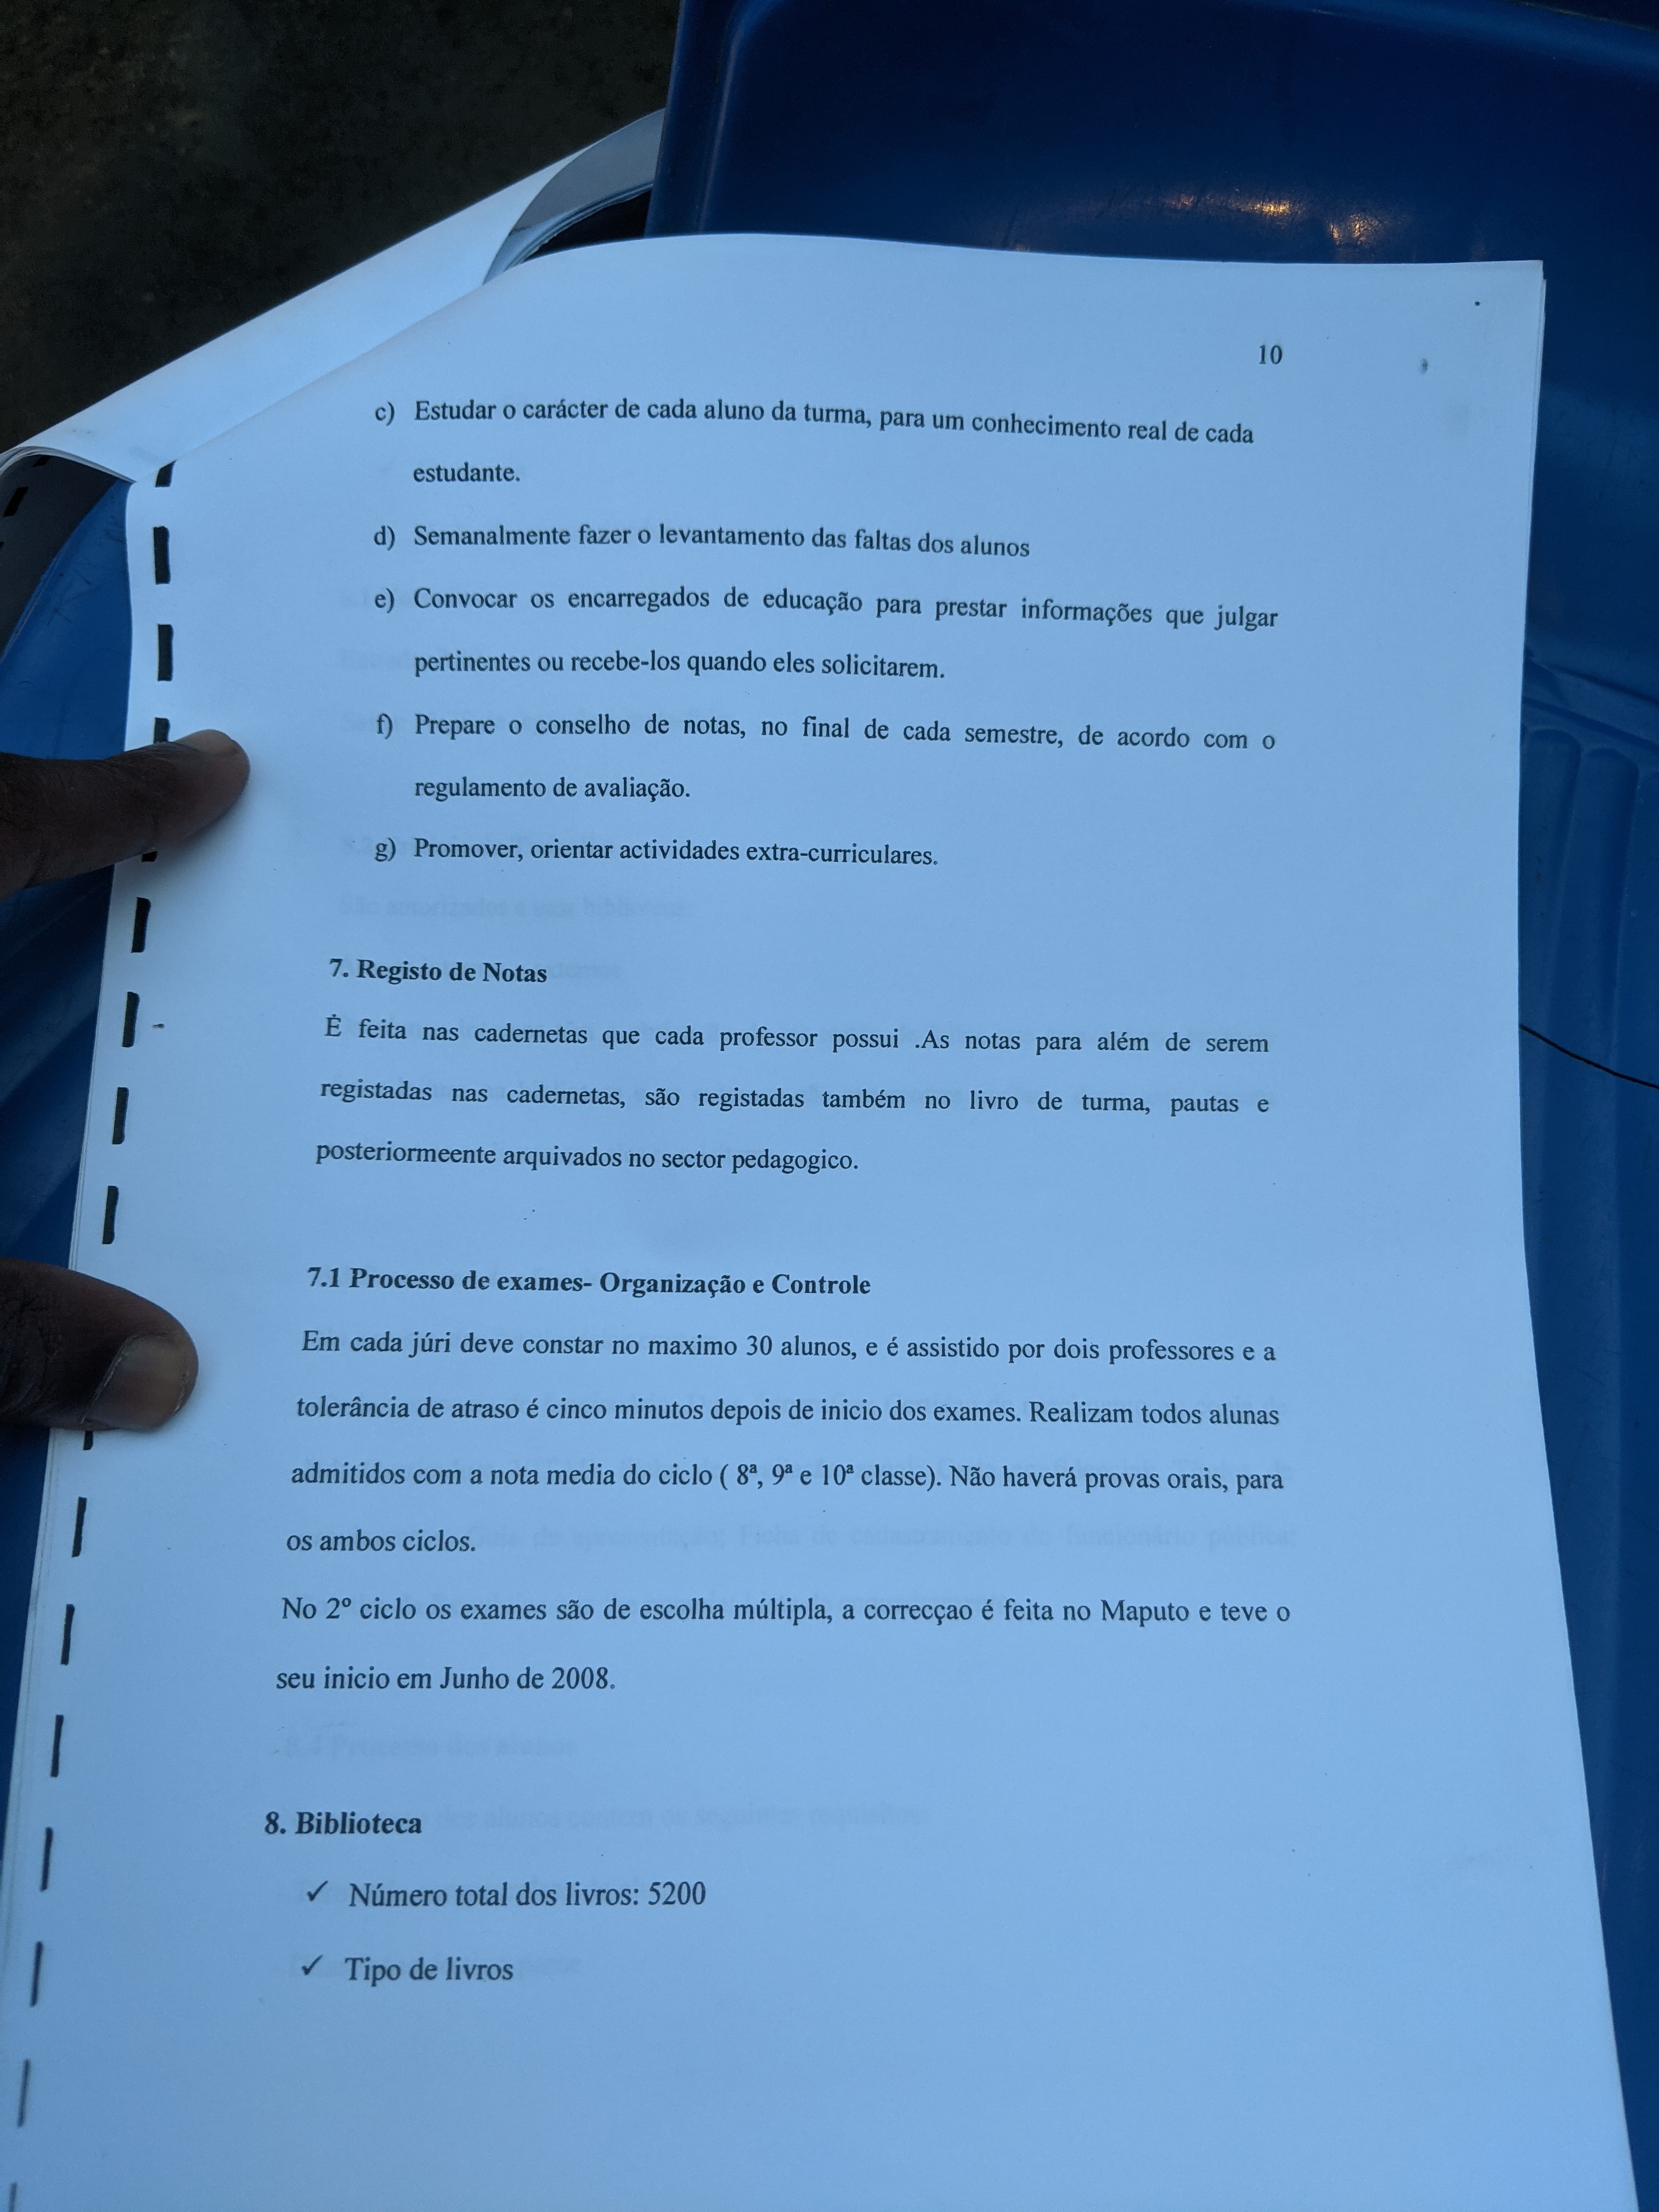 10
c) Estudar o carácter de cada aluno da turma, para um conhecimento real de cada
estudante.
d) Semanalmente fazer o levantamento das faltas dos alunos
e) Convocar os encarregados de educação para prestar informações que julgar
pertinentes ou recebe-los quando eles solicitarem.
f) Prepare o conselho de notas, no final de cada semestre, de acordo com o
regulamento de avaliação.
g) Promover, orientar actividades extra-curriculares.
7. Registo de Notas
É feita nas cadernetas que cada professor possui .As notas para além de serem
registadas nas cadernetas, são registadas também no livro de turma, pautas e
posteriormeente arquivados no sector pedagogico.
7.1 Processo de exames- Organização e Controle
Em cada júri deve constar no maximo 30 alunos, e é assistido por dois professores e a
tolerância de atraso é cinco minutos depois de inicio dos exames. Realizam todos alunas
admitidos com a nota media do ciclo ( 8ª, 9ª e 10ª classe). Não haverá provas orais, para
os ambos ciclos.
No 2º ciclo os exames são de escolha múltipla, a correcçao é feita no Maputo e teve o
seu inicio em Junho de 2008.
8. Biblioteca
✓ Número total dos livros: 5200
✓ Tipo de livros